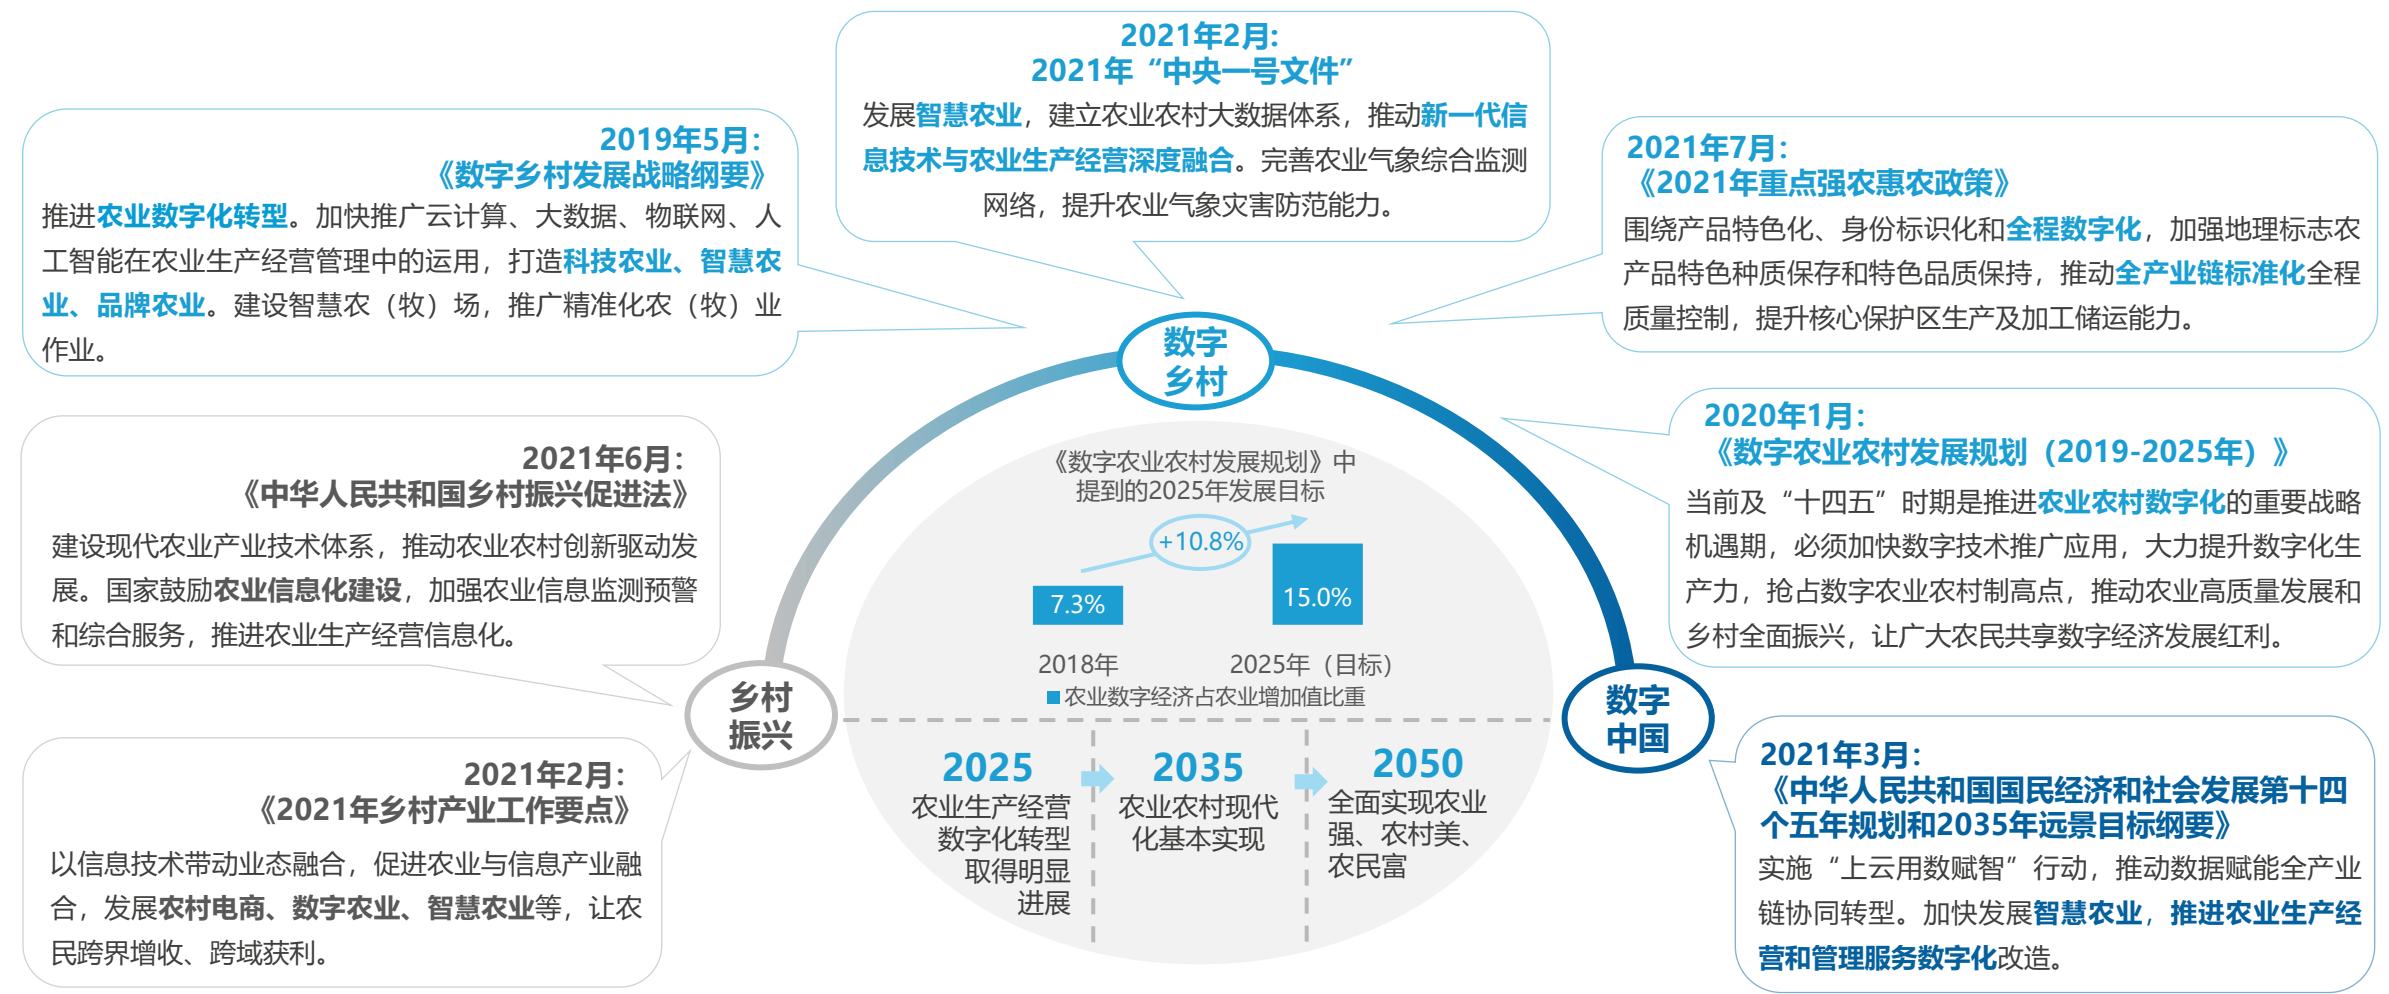 2021年2月:
2021年“中央一号文件”
发展智慧农业，建立农业农村大数据体系，推动新一代信
息技术与农业生产经营深度融合。完善农业气象综合监测
网络，提升农业气象灾害防范能力。
2019年5月：
《数字乡村发展战略纲要》
推进农业数字化转型。加快推广云计算、大数据、物联网、人
工智能在农业生产经营管理中的运用，打造科技农业、智慧农
业、品牌农业。建设智慧农（牧）场，推广精准化农（牧）业
作业。
2021年7月：
《2021年重点强农惠农政策》
围绕产品特色化、身份标识化和全程数字化，加强地理标志农
产品特色种质保存和特色品质保持，推动全产业链标准化全程
质量控制，提升核心保护区生产及加工储运能力。
数字
乡村
2021年6月：
《中华人民共和国乡村振兴促进法》
建设现代农业产业技术体系，推动农业农村创新驱动发
展。国家鼓励农业信息化建设，加强农业信息监测预警
和综合服务，推进农业生产经营信息化。
2020年1月：
《数字农业农村发展规划（2019-2025年）》
当前及“十四五”时期是推进农业农村数字化的重要战略
机遇期，必须加快数字技术推广应用，大力提升数字化生
产力，抢占数字农业农村制高点，推动农业高质量发展和
乡村全面振兴，让广大农民共享数字经济发展红利。
《数字农业农村发展规划》中
提到的2025年发展目标
+10.8%
7.3%
15.0%
2018年
2025年（目标）
农业数字经济占农业增加值比重
乡村
振兴
数字
中国
2021年2月：
《2021年乡村产业工作要点》
以信息技术带动业态融合，促进农业与信息产业融
合，发展农村电商、数字农业、智慧农业等，让农
民跨界增收、跨域获利。
2025
农业生产经营
数字化转型
取得明显
进展
2035
农业农村现代
化基本实现
2050
全面实现农业
强、农村美、
农民富
2021年3月：
《中华人民共和国国民经济和社会发展第十四
个五年规划和2035年远景目标纲要》
实施“上云用数赋智”行动，推动数据赋能全产业
链协同转型。加快发展智慧农业，推进农业生产经
营和管理服务数字化改造。